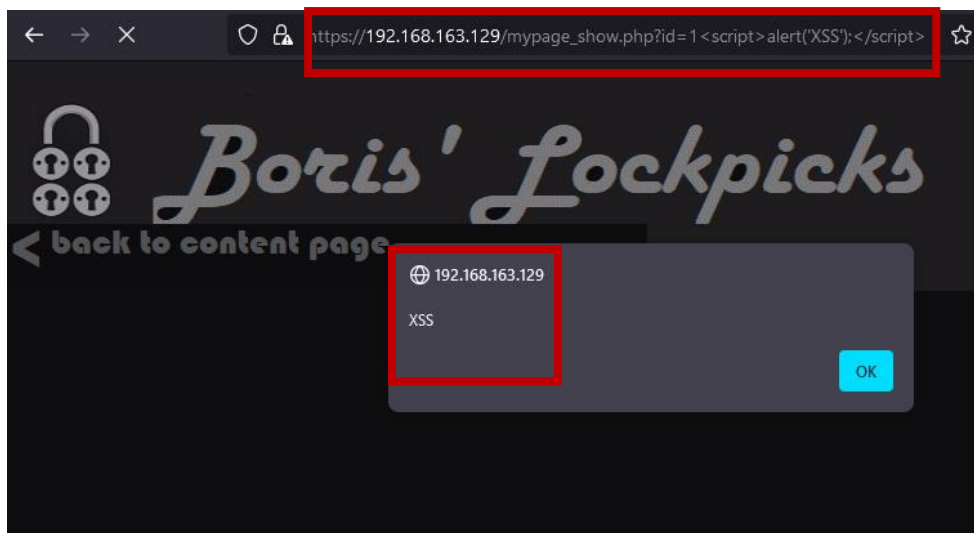 https://192.168.163.129/mypage_show.php?id=1<script>alert('XSS');</script>
Boris' Lockpicks
< back to content page
192.168.163.129
XSS
OK